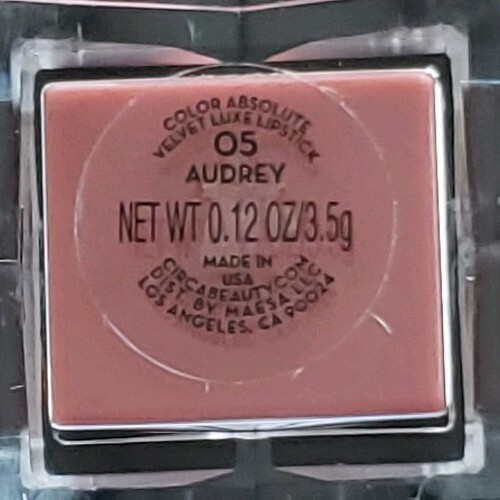 COLOR ABSOLUTE
VELVET LUXE LIPSTICK
05
AUDREY
NET WT 0.12 OZ/3.5g
MADE IN
USA
CIRCABEAUTY.COM
DIST. BY MAESA LLC
LOS ANGELES, CA 90024